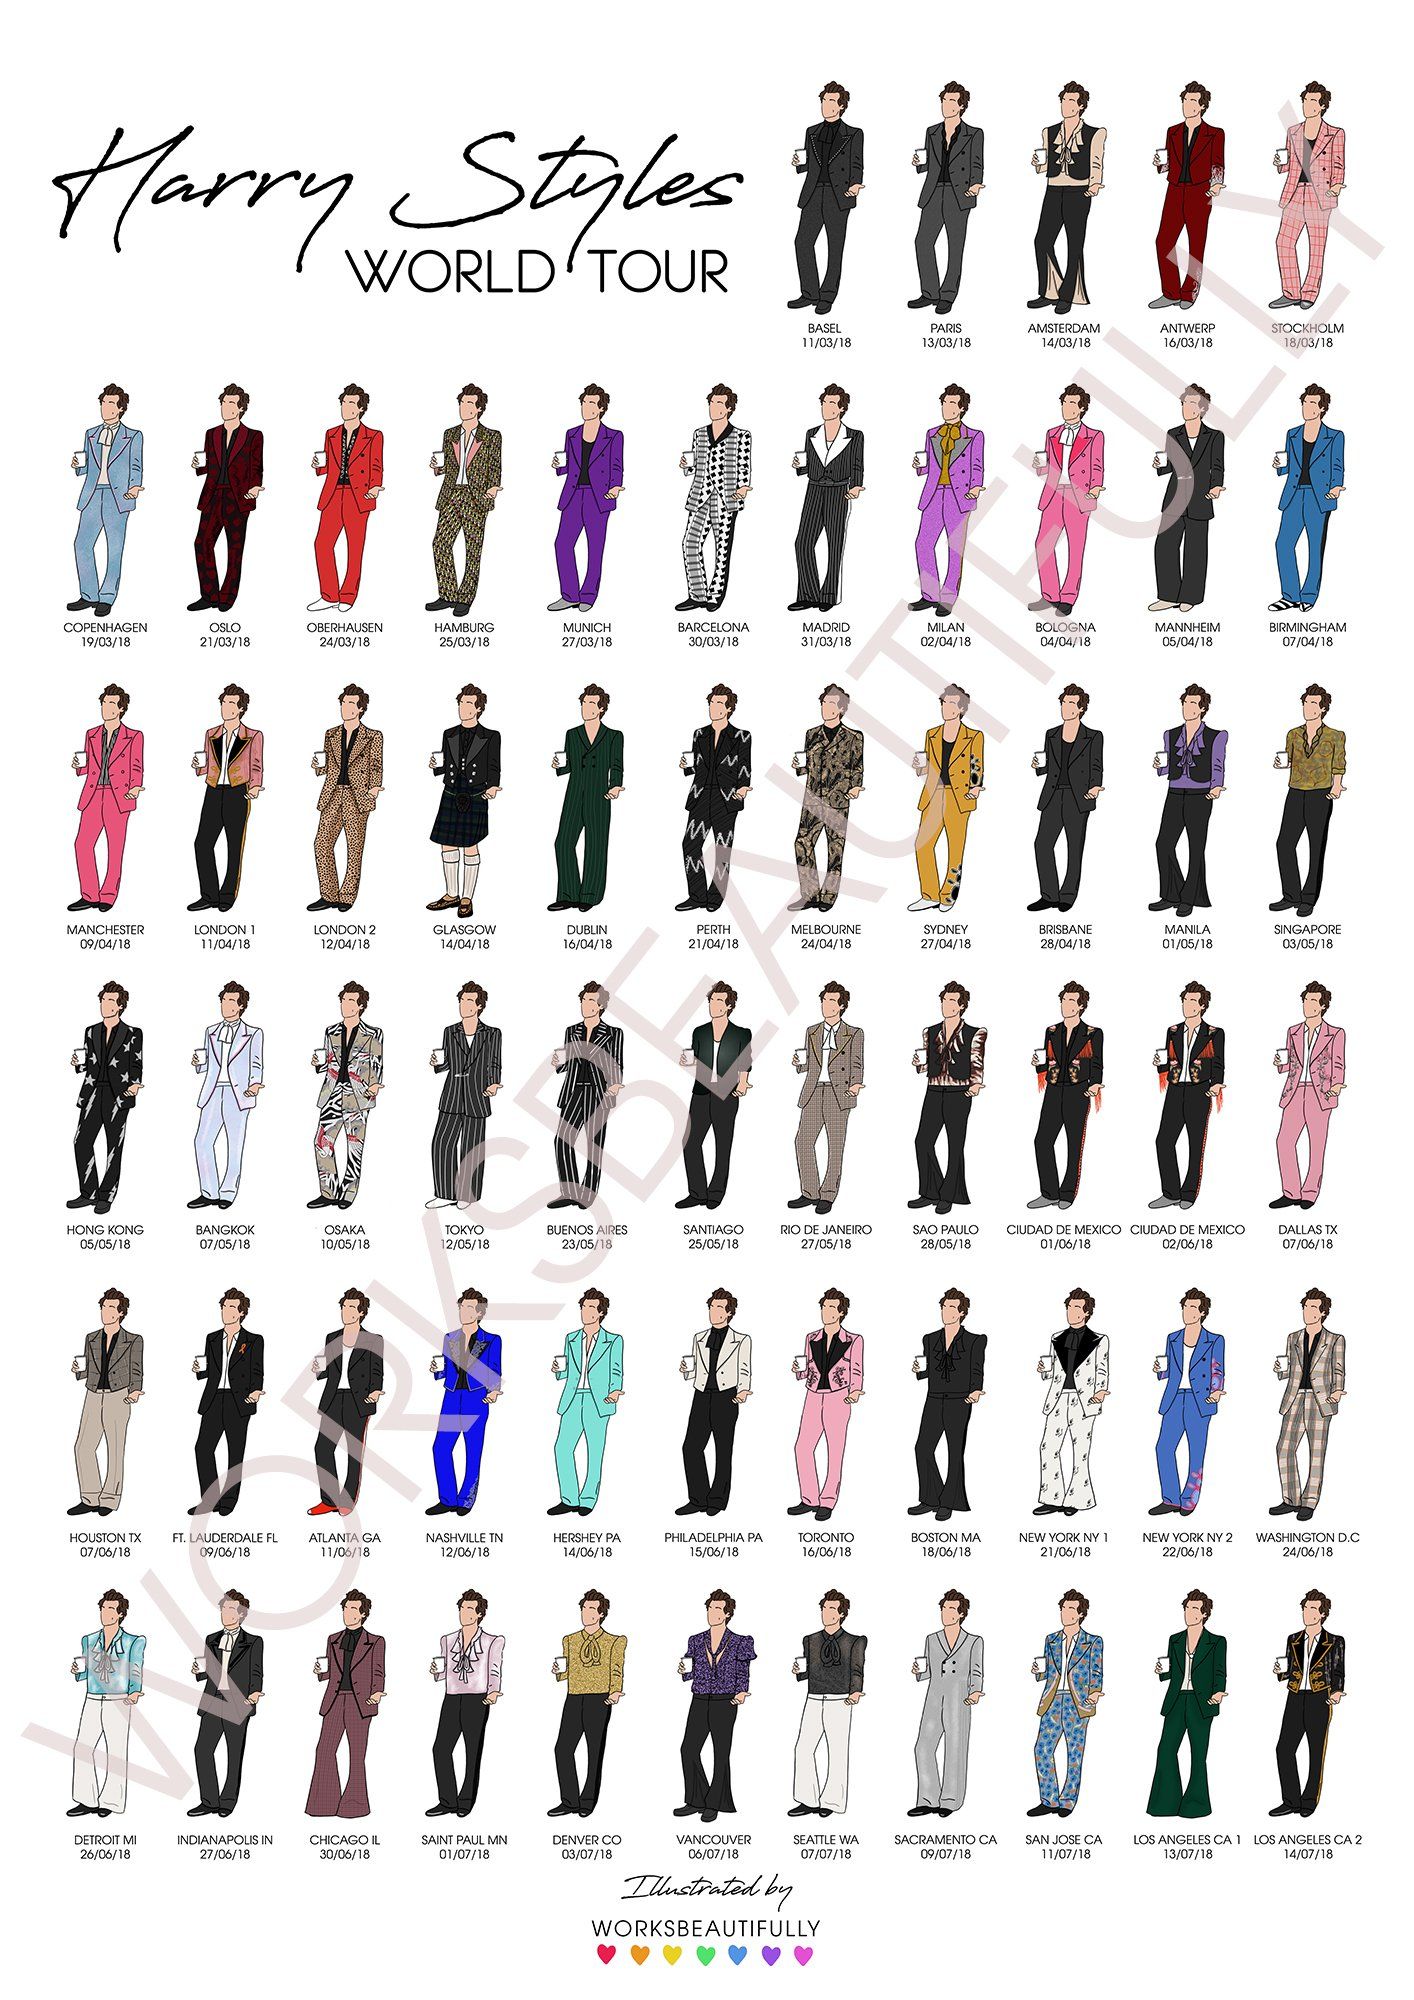 Harry Styles
WORLD TOUR
BASEL
11/03/18
PARIS
13/03/18
AMSTERDAM
14/03/18
ANTWERP
16/03/18
STOCKHOLM
18/03/18
COPENHAGEN
19/03/18
OSLO
21/03/18
OBERHAUSEN
24/03/18
HAMBURG
25/03/18
MUNICH
27/03/18
BARCELONA
30/03/18
MADRID
31/03/18
MILAN
02/04/18
BOLOGNA
04/04/18
MANNHEIM
05/04/18
BIRMINGHAM
07/04/18
MANCHESTER
09/04/18
LONDON 1
11/04/18
LONDON 2
12/04/18
GLASGOW
14/04/18
DUBLIN
16/04/18
PERTH
21/04/18
MELBOURNE
24/04/18
SYDNEY
27/04/18
BRISBANE
28/04/18
MANILA
01/05/18
SINGAPORE
03/05/18
HONG KONG
05/05/18
BANGKOK
07/05/18
OSAKA
10/05/18
TOKYO
12/05/18
BUENOS AIRES
23/05/18
SANTIAGO
25/05/18
RIO DE JANEIRO
27/05/18
SAO PAULO
28/05/18
CIUDAD DE MEXICO
01/06/18
CIUDAD DE MEXICO
02/06/18
DALLAS TX
07/06/18
HOUSTON TX
07/06/18
FT. LAUDERDALE FL
09/06/18
ATLANTA GA
11/06/18
NASHVILLE TN
12/06/18
HERSHEY PA
14/06/18
PHILADELPHIA PA
15/06/18
TORONTO
16/06/18
BOSTON MA
18/06/18
NEW YORK NY 1
21/06/18
NEW YORK NY 2
22/06/18
WASHINGTON D.C
24/06/18
DETROIT MI
26/06/18
INDIANAPOLIS IN
27/06/18
CHICAGO IL
30/06/18
SAINT PAUL MN
01/07/18
DENVER CO
03/07/18
VANCOUVER
06/07/18
SEATTLE WA
07/07/18
SACRAMENTO CA
09/07/18
SAN JOSE CA
11/07/18
LOS ANGELES CA 1
13/07/18
LOS ANGELES CA 2
14/07/18
Illustrated by
WORKSBEAUTIFULLY
WORKSBEAUTIFULLY